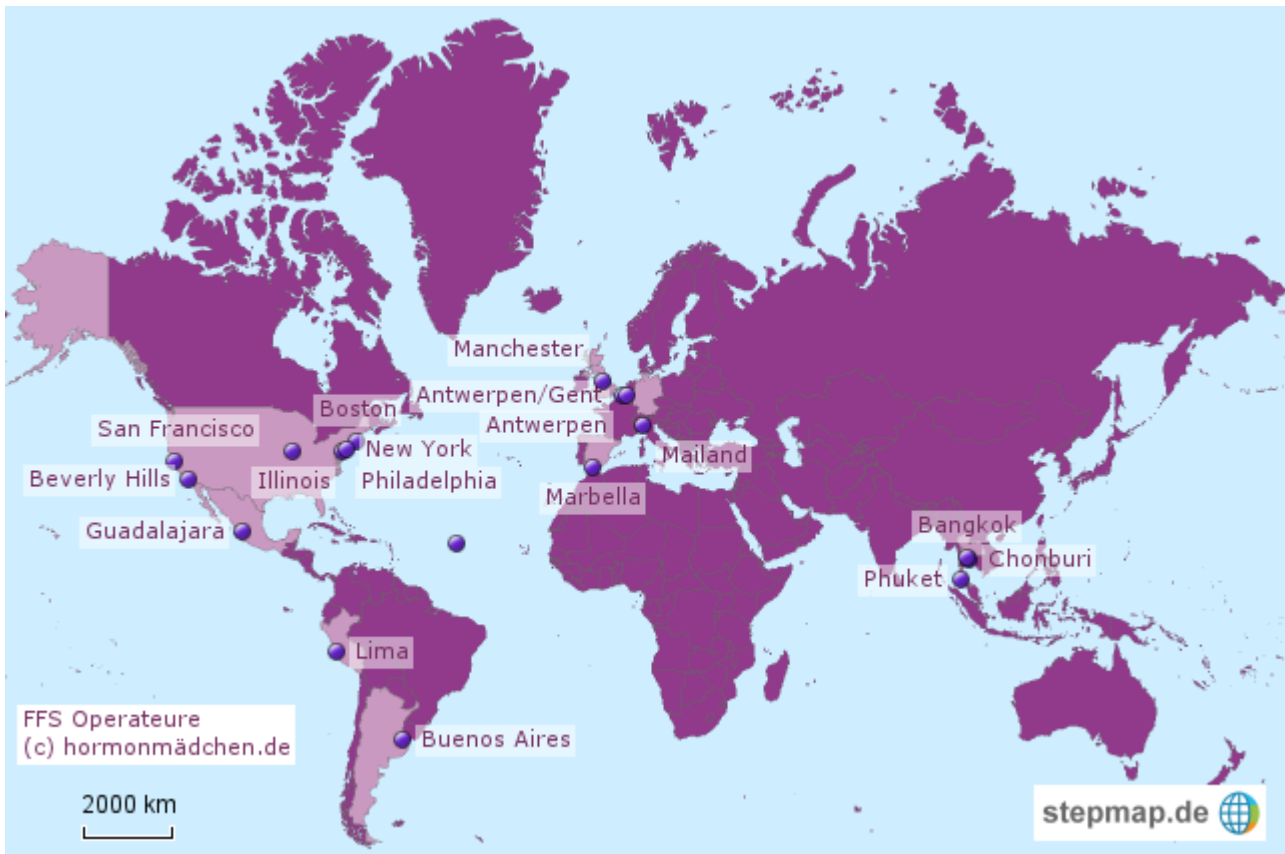 Manchester
Antwerpen/Gent
Boston
San Francisco
Antwerpen
New York
Mailand
Beverly Hills
Illinois
Philadelphia
Marbella
Guadalajara
Bangkok
Chonburi
Phuket
Lima
FFS Operateure
(c) hormonmädchen.de
Buenos Aires
2000 km
stepmap.de